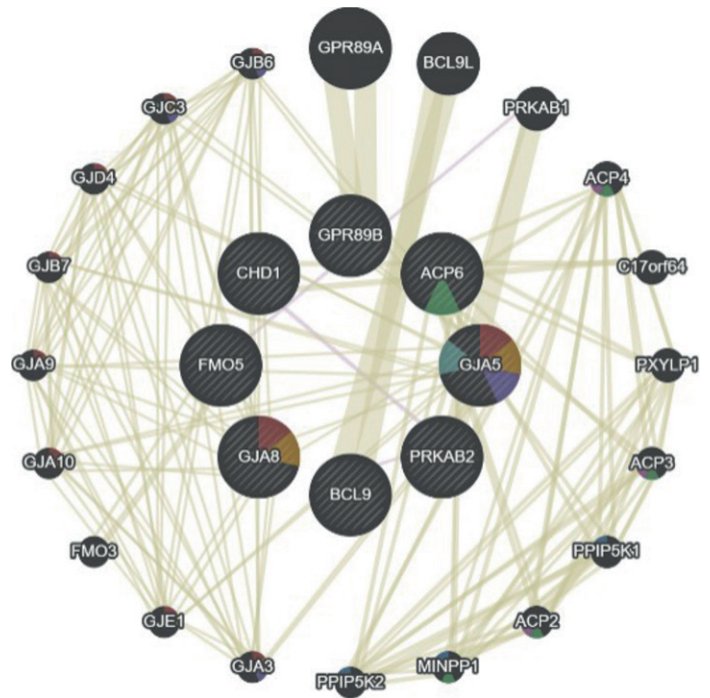 GPR89A
BCL9L
GJB6
PRKAB1
GJC3
GJD4
ACP4
GPR89B
GJB7
CHD1
ACP6
C17orf64
GJA9
FMO5
GJA5
PXYLP1
GJA10
GJA8
PRKAB2
ACP3
BCL9
FMO3
PPIP5K1
GJE1
ACP2
GJA3
MINPP1
PPIP5K2